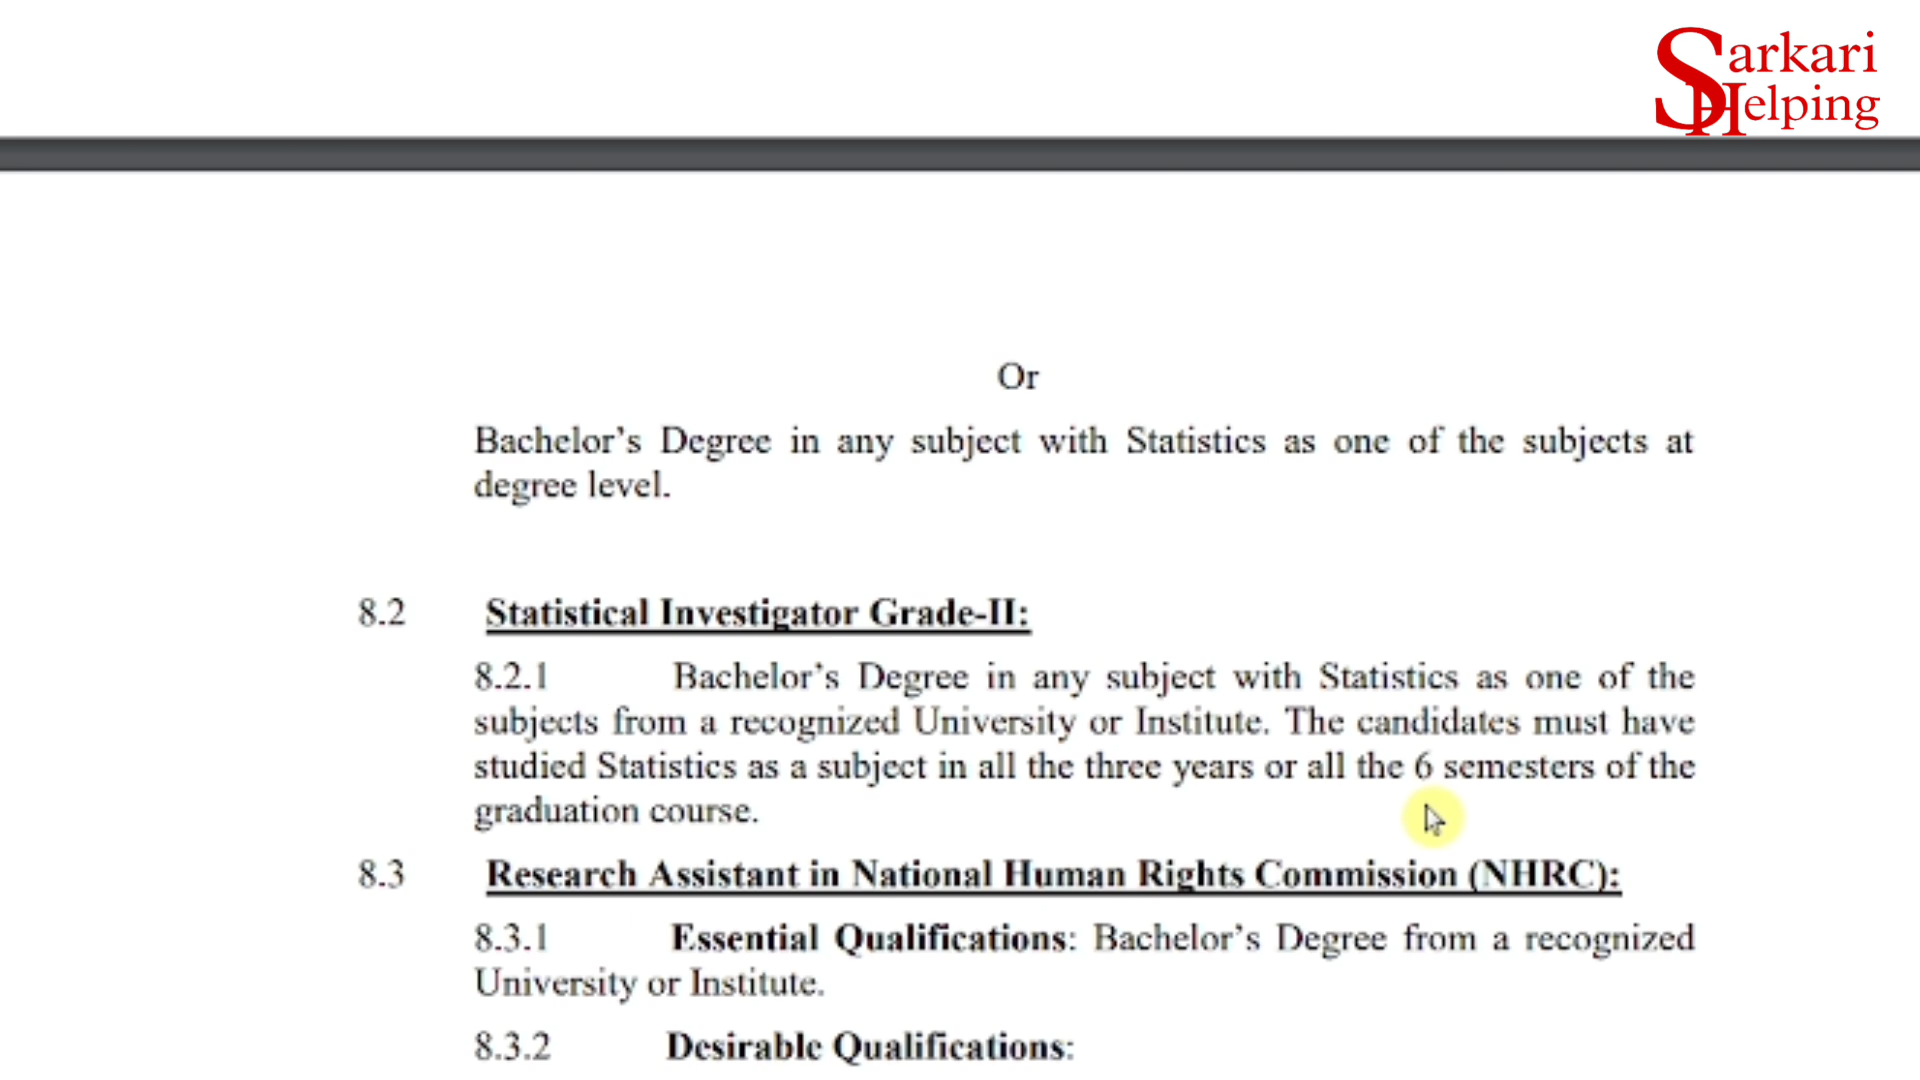 Sarkari
Helping
Or
Bachelor’s Degree in any subject with Statistics as one of the subjects at
degree level.
8.2 Statistical Investigator Grade-II:
8.2.1 Bachelor’s Degree in any subject with Statistics as one of the
subjects from a recognized University or Institute. The candidates must have
studied Statistics as a subject in all the three years or all the 6 semesters of the
graduation course.
8.3 Research Assistant in National Human Rights Commission (NHRC):
8.3.1 Essential Qualifications: Bachelor’s Degree from a recognized
University or Institute.
8.3.2 Desirable Qualifications: